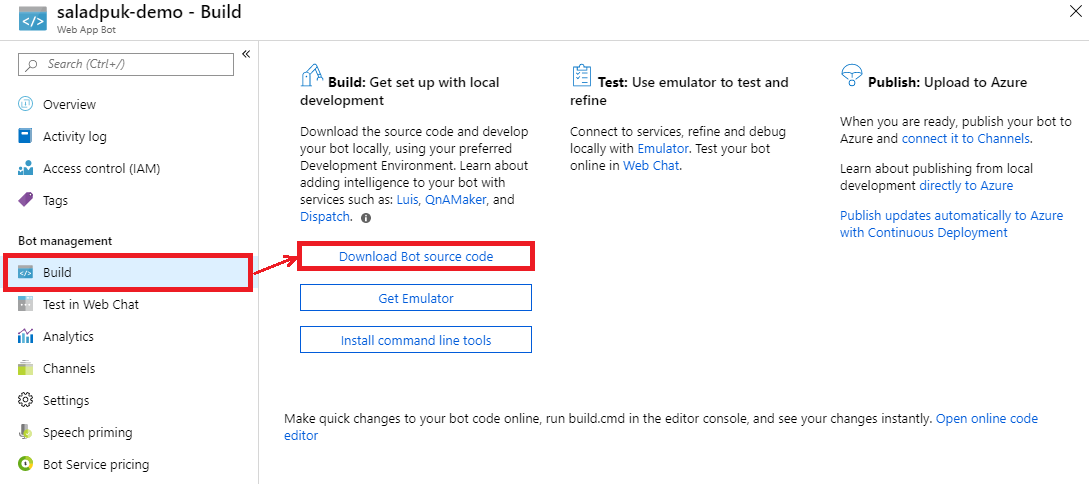 saladpuk-demo - Build
Web App Bot
Search (Ctrl+/)
Overview
Activity log
Access control (IAM)
Tags
Bot management
Build
Test in Web Chat
Analytics
Channels
Settings
Speech priming
Bot Service pricing
Build: Get set up with local
development
Download the source code and develop
your bot locally, using your preferred
Development Environment. Learn about
adding intelligence to your bot with
services such as: Luis, QnAMaker, and
Dispatch.
Download Bot source code
Get Emulator
Install command line tools
Test: Use emulator to test and
refine
Connect to services, refine and debug
locally with Emulator. Test your bot
online in Web Chat.
Publish: Upload to Azure
When you are ready, publish your bot to
Azure and connect it to Channels.
Learn about publishing from local
development directly to Azure
Publish updates automatically to Azure
with Continuous Deployment
Make quick changes to your bot code online, run build.cmd in the editor console, and see your changes instantly. Open online code
editor